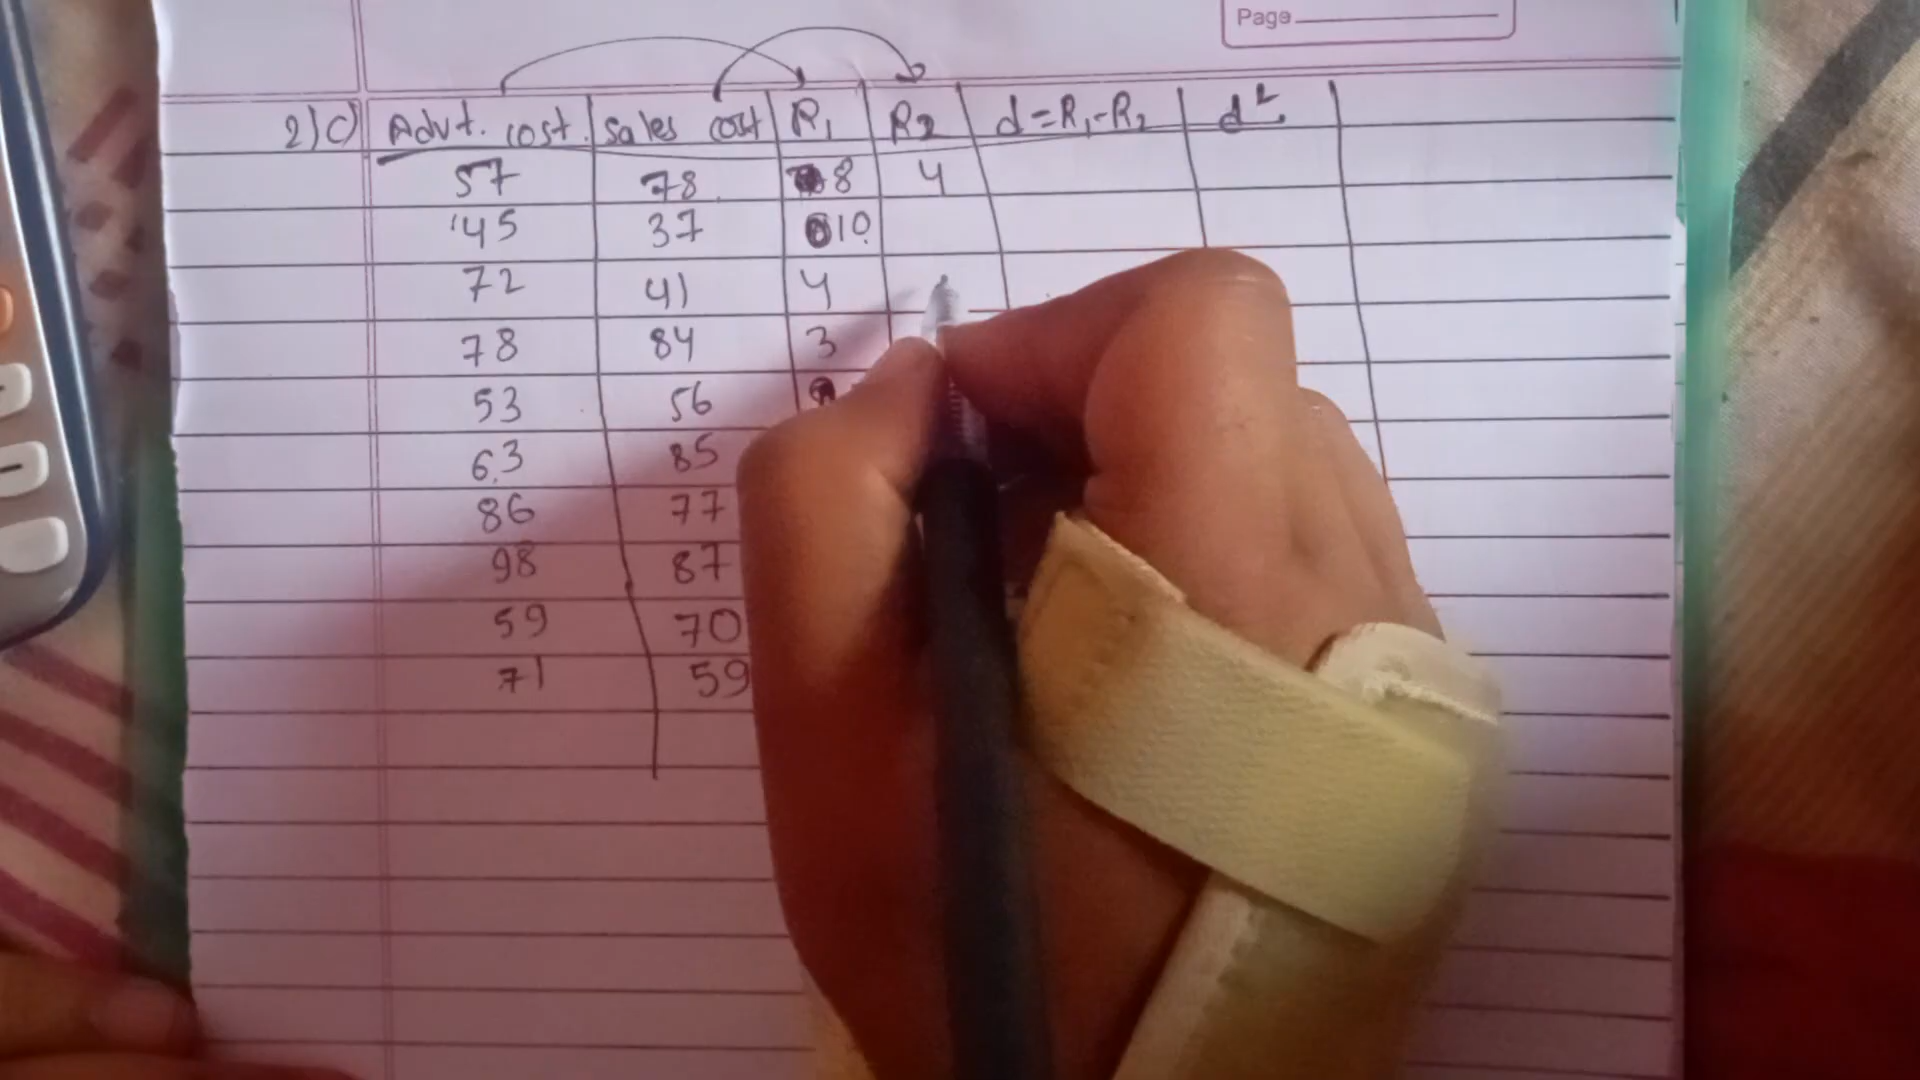 Page
2)c) Advt. cost. sales cost R₁ R₂ d=R₁-R₂ d²
57 78 8 4
45 37 10
72 41 4
78 84 3
53 56
63 85
86 77
98 87
59 70
71 59